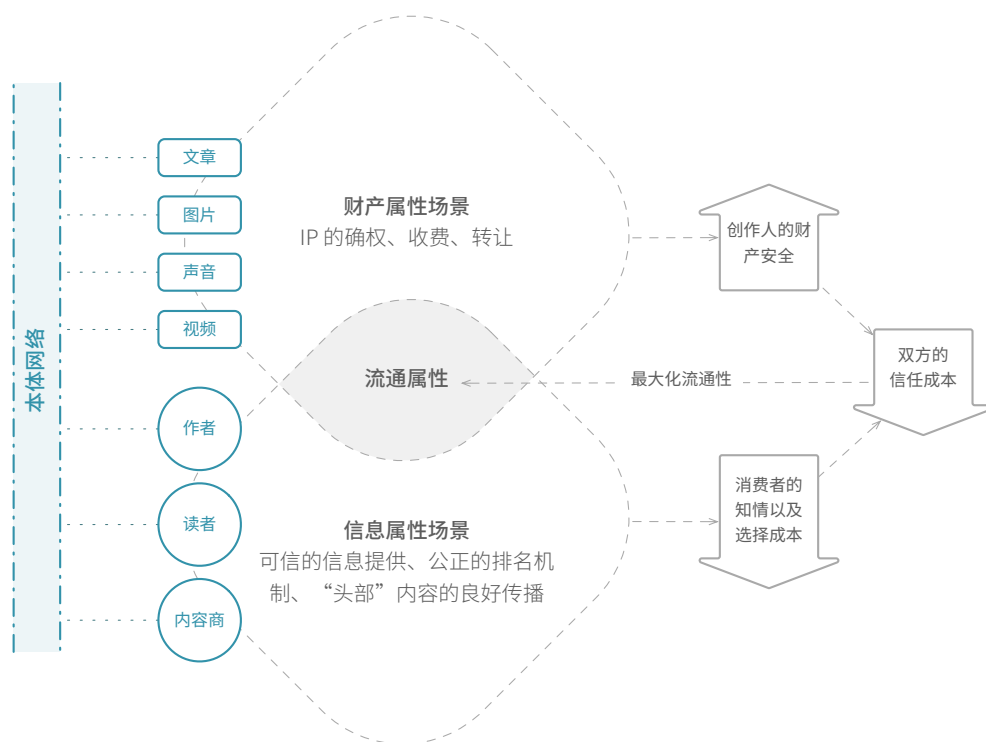 本体网络
文章
图片
声音
视频
作者
读者
内容商
财产属性场景
IP 的确权、收费、转让
流通属性
信息属性场景
可信的信息提供、公正的排名机
制、“头部”内容的良好传播
创作人的财
产安全
双方的
信任成本
最大化流通性
消费者的
知情以及
选择成本